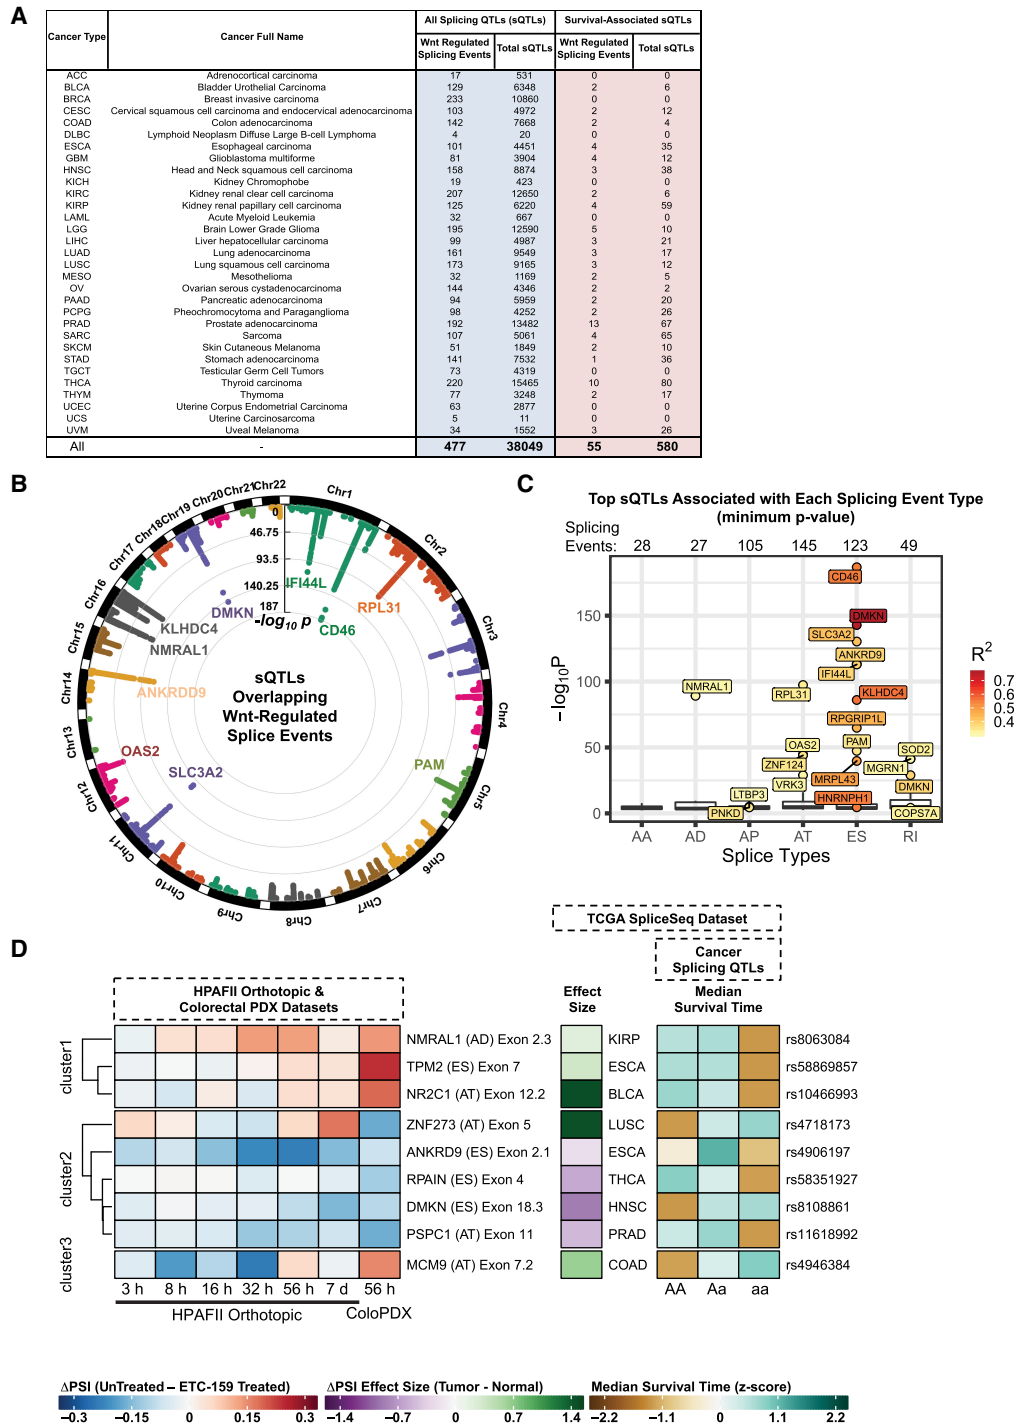 A
Cancer Type
Cancer Full Name
All Splicing QTLs (sQTLs)
Survival-Associated sQTLs
Wnt Regulated Splicing Events
Total sQTLs
Wnt Regulated Splicing Events
Total sQTLs
ACC Adrenocortical carcinoma 17 531 0 0
BLCA Bladder Urothelial Carcinoma 129 6348 2 6
BRCA Breast invasive carcinoma 233 10860 0 0
CESC Cervical squamous cell carcinoma and endocervical adenocarcinoma 103 4972 2 12
COAD Colon adenocarcinoma 142 7668 2 4
DLBC Lymphoid Neoplasm Diffuse Large B-cell Lymphoma 4 20 0 0
ESCA Esophageal carcinoma 101 4451 4 35
GBM Glioblastoma multiforme 81 3904 4 12
HNSC Head and Neck squamous cell carcinoma 158 8874 3 38
KICH Kidney Chromophobe 19 423 0 0
KIRC Kidney renal clear cell carcinoma 207 12650 2 6
KIRP Kidney renal papillary cell carcinoma 125 6220 4 59
LAML Acute Myeloid Leukemia 32 667 0 0
LGG Brain Lower Grade Glioma 195 12590 5 10
LIHC Liver hepatocellular carcinoma 99 4987 3 21
LUAD Lung adenocarcinoma 161 9549 3 17
LUSC Lung squamous cell carcinoma 173 9165 3 12
MESO Mesothelioma 32 1169 2 5
OV Ovarian serous cystadenocarcinoma 144 4346 2 2
PAAD Pancreatic adenocarcinoma 94 5959 2 20
PCPG Pheochromocytoma and Paraganglioma 98 4252 2 26
PRAD Prostate adenocarcinoma 192 13482 13 67
SARC Sarcoma 107 5061 4 65
SKCM Skin Cutaneous Melanoma 51 1849 2 10
STAD Stomach adenocarcinoma 141 7532 1 36
TGCT Testicular Germ Cell Tumors 73 4319 0 0
THCA Thyroid carcinoma 220 15465 10 80
THYM Thymoma 77 3248 2 17
UCEC Uterine Corpus Endometrial Carcinoma 63 2877 0 0
UCS Uterine Carcinosarcoma 5 11 0 0
UVM Uveal Melanoma 34 1552 3 26
All - 477 38049 55 580
B
Chr1
Chr2
Chr3
Chr4
Chr5
Chr6
Chr7
Chr8
Chr9
Chr10
Chr11
Chr12
Chr13
Chr14
Chr15
Chr16
Chr17
Chr18
Chr19
Chr20
Chr21
Chr22
0
46.75
93.5
140.25
187
-log10 p
IFI44L
CD46
RPL31
PAM
SLC3A2
OAS2
ANKRDD9
NMRAL1
KLHDC4
DMKN
sQTLs
Overlapping
Wnt-Regulated
Splice Events
C
Top sQTLs Associated with Each Splicing Event Type
(minimum p-value)
Splicing
Events: 28 27 105 145 123 49
−log10P
150
100
50
0
CD46
DMKN
SLC3A2
ANKRD9
IFI44L
NMRAL1
RPL31
KLHDC4
RPGRIP1L
OAS2
PAM
SOD2
ZNF124
MGRN1
VRK3
MRPL43
DMKN
LTBP3
HNRNPH1
PNKD
COPS7A
AA AD AP AT ES RI
Splice Types
R2
0.7
0.6
0.5
0.4
D
TCGA SpliceSeq Dataset
Cancer
Splicing QTLs
HPAFII Orthotopic &
Colorectal PDX Datasets
Effect
Size
Median
Survival Time
cluster1
cluster2
cluster3
NMRAL1 (AD) Exon 2.3 KIRP rs8063084
TPM2 (ES) Exon 7 ESCA rs58869857
NR2C1 (AT) Exon 12.2 BLCA rs10466993
ZNF273 (AT) Exon 5 LUSC rs4718173
ANKRD9 (ES) Exon 2.1 ESCA rs4906197
RPAIN (ES) Exon 4 THCA rs58351927
DMKN (ES) Exon 18.3 HNSC rs8108861
PSPC1 (AT) Exon 11 PRAD rs11618992
MCM9 (AT) Exon 7.2 COAD rs4946384
3 h 8 h 16 h 32 h 56 h 7 d 56 h
AA Aa aa
HPAFII Orthotopic ColoPDX
ΔPSI (UnTreated – ETC-159 Treated)
−0.3 −0.15 0 0.15 0.3
ΔPSI Effect Size (Tumor - Normal)
−1.4 −0.7 0 0.7 1.4
Median Survival Time (z-score)
−2.2 −1.1 0 1.1 2.2